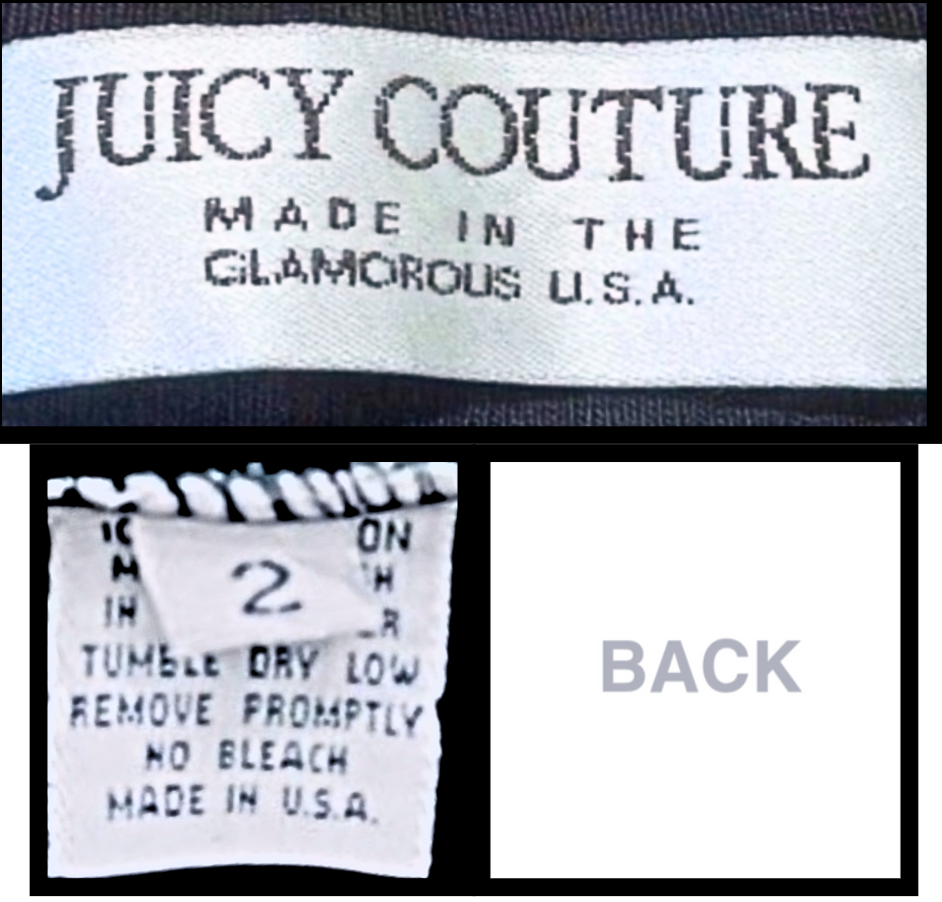 JUICY COUTURE
MADE IN THE
GLAMOROUS U.S.A.
ON
2
TUMBLE DRY LOW
REMOVE PROMPTLY
NO BLEACH
MADE IN U.S.A.
BACK